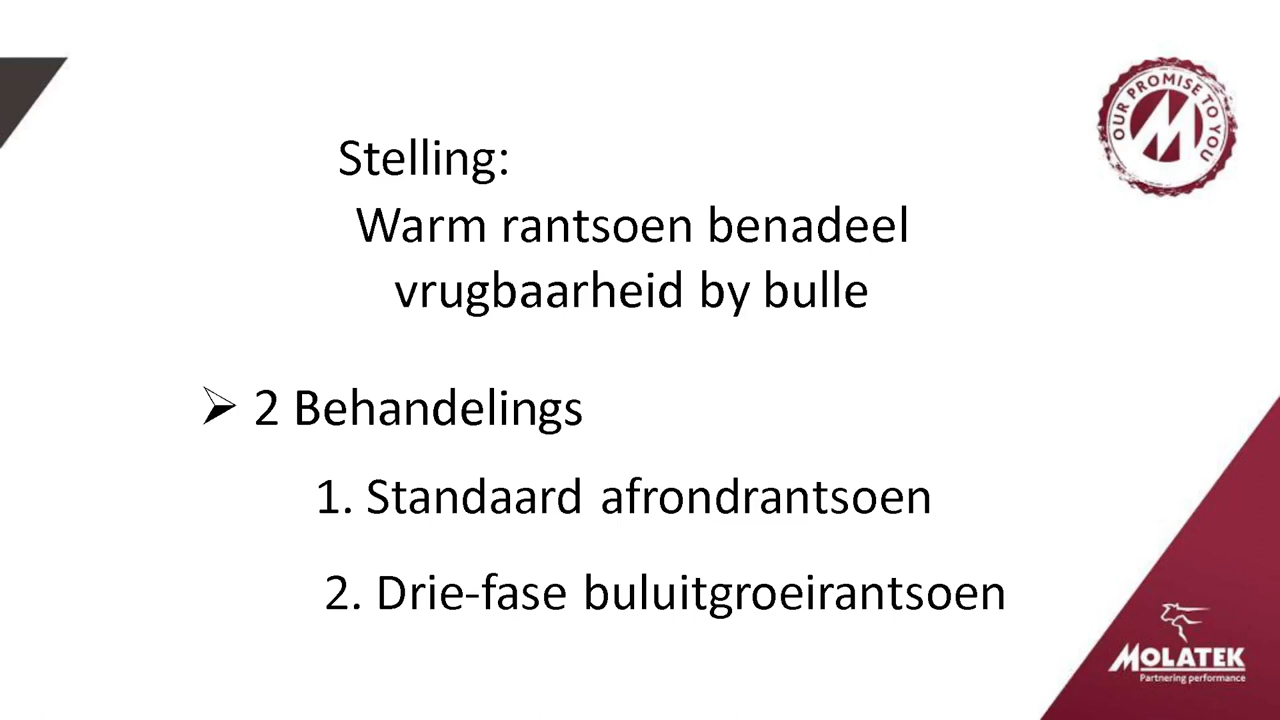 OUR PROMISE TO YOU
Stelling:
Warm rantsoen benadeel
vrugbaarheid by bulle
➢ 2 Behandelings
1. Standaard afrondrantsoen
2. Drie-fase buluitgroeirantsoen
MOLATEK
Partnering performance